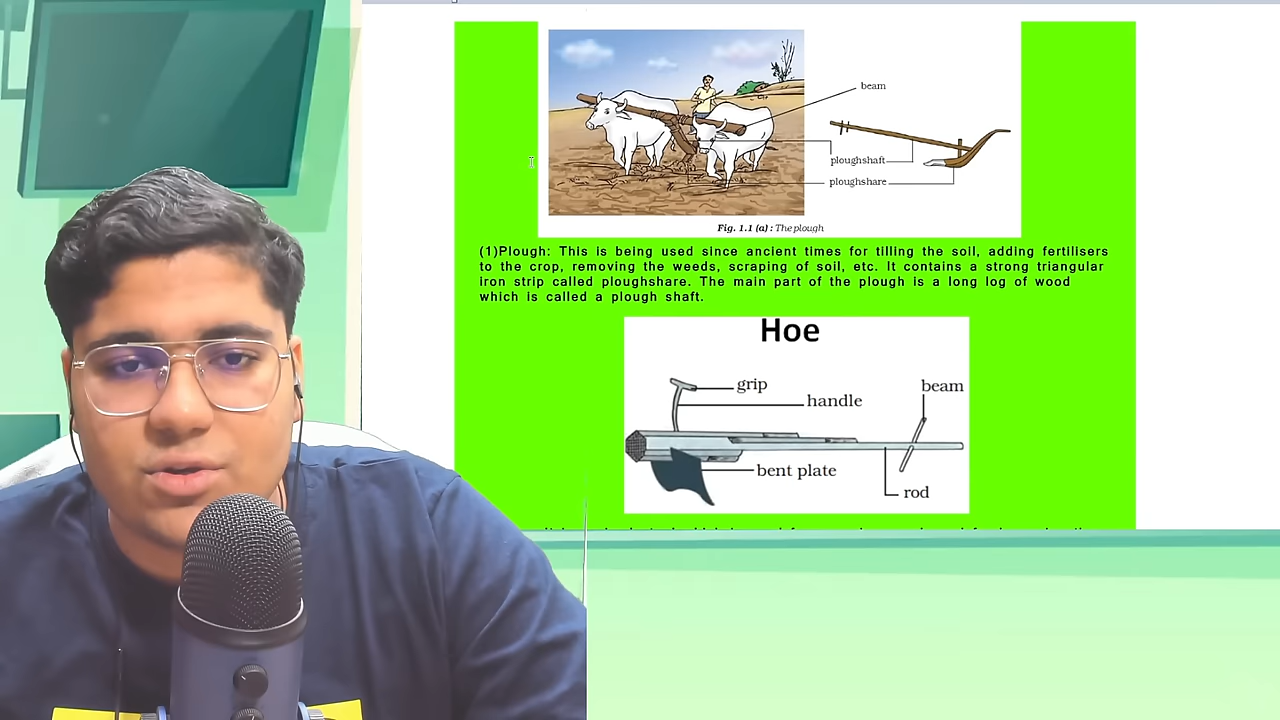 beam
ploughshaft
ploughshare
Fig. 1.1 (a) : The plough
(1)Plough: This is being used since ancient times for tilling the soil, adding fertilisers
to the crop, removing the weeds, scraping of soil, etc. It contains a strong triangular
iron strip called ploughshare. The main part of the plough is a long log of wood
which is called a plough shaft.
Hoe
grip
beam
handle
bent plate
rod